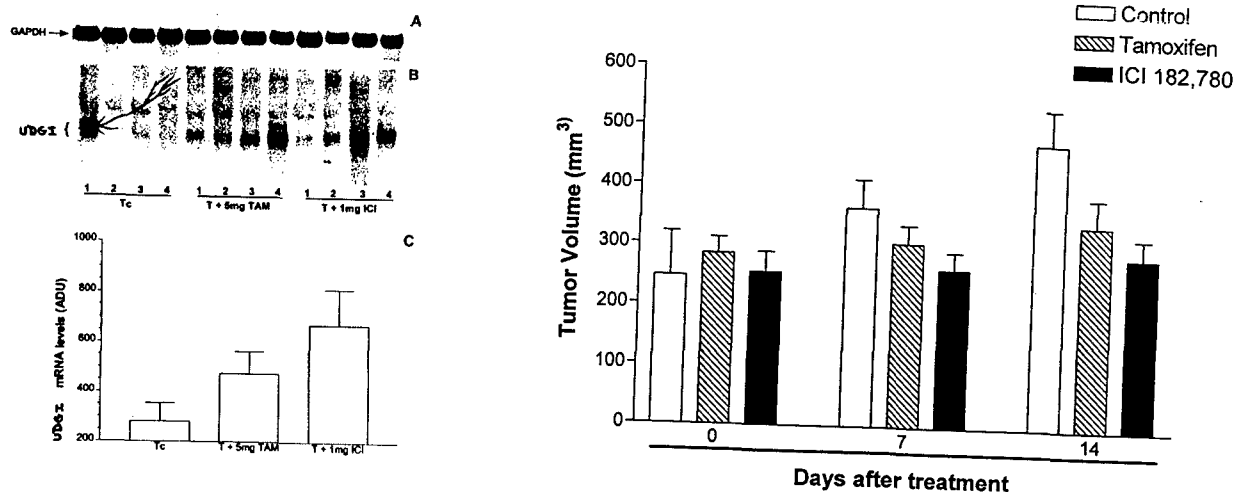 GAPDH → A
B
UDGI {
1 2 3 4 1 2 3 4 1 2 3 4
Tc T + 5mg TAM T + 1mg ICI
C
UDGI mRNA levels (ADU)
1000
800
600
400
200
Tc T + 5mg TAM T + 1mg ICI
Control
Tamoxifen
ICI 182,780
Tumor Volume (mm³)
600
500
400
300
200
100
0
0 7 14
Days after treatment